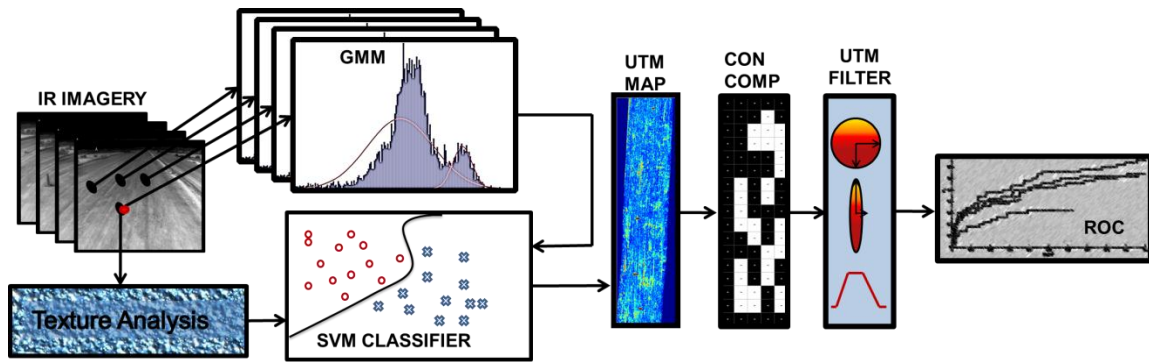 IR IMAGERY
GMM
Texture Analysis
SVM CLASSIFIER
UTM
MAP
CON
COMP
UTM
FILTER
ROC